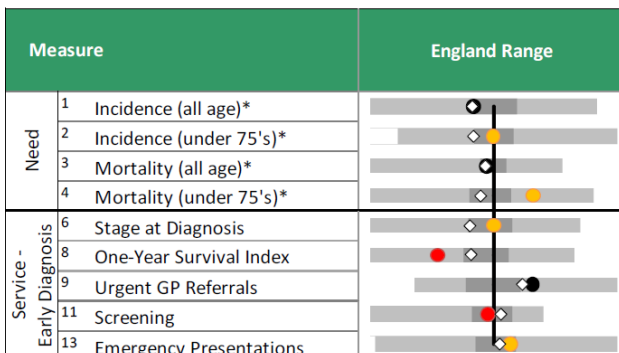 Measure England Range
Need
1 Incidence (all age)*
2 Incidence (under 75's)*
3 Mortality (all age)*
4 Mortality (under 75's)*
Service -
Early Diagnosis
6 Stage at Diagnosis
8 One-Year Survival Index
9 Urgent GP Referrals
11 Screening
13 Emergency Presentations